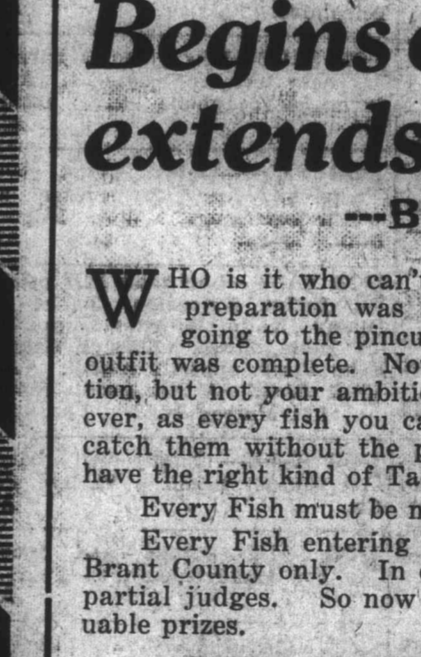 Begins
extends
---B
WHO is it who can't
preparation was
going to the pincu
outfit was complete. No
tion, but not your ambiti
ever, as every fish you ca
catch them without the p
have the right kind of Ta
Every Fish must be n
Every Fish entering
Brant County only. In
partial judges. So now
uable prizes.